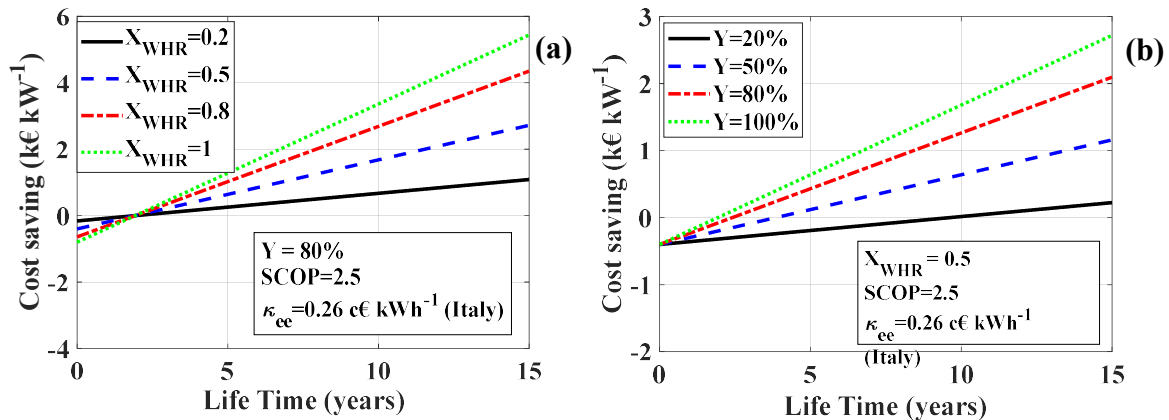 6
4
2
0
-2
-4
Cost saving (k€ kW⁻¹)
X_WHR=0.2
X_WHR=0.5
X_WHR=0.8
X_WHR=1
(a)
Y = 80%
SCOP=2.5
κ_ee=0.26 c€ kWh⁻¹ (Italy)
0 5 10 15
Life Time (years)
3
2
1
0
-1
-2
Cost saving (k€ kW⁻¹)
Y=20%
Y=50%
Y=80%
Y=100%
(b)
X_WHR = 0.5
SCOP=2.5
κ_ee=0.26 c€ kWh⁻¹
(Italy)
0 5 10 15
Life Time (years)